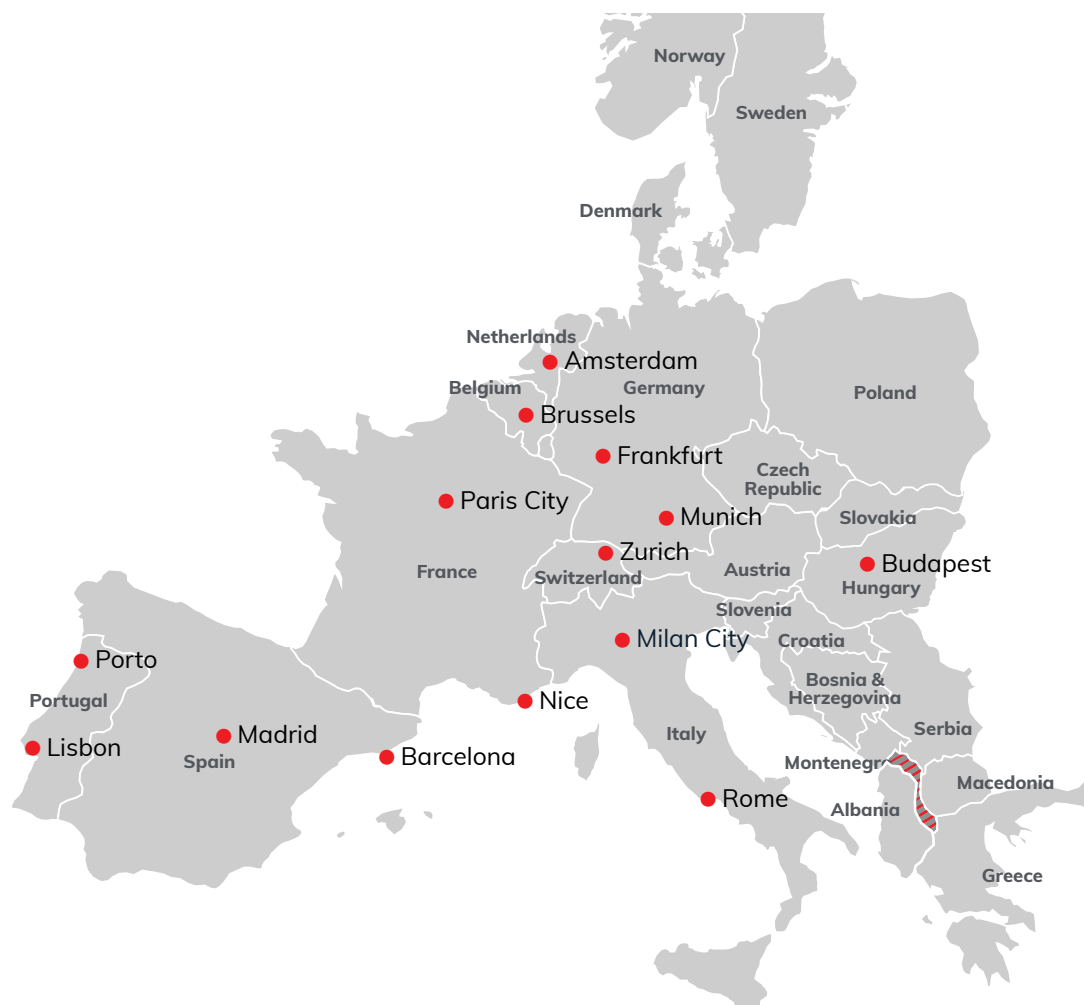 Norway
Sweden
Denmark
Netherlands
Amsterdam
Belgium
Germany
Poland
Brussels
Frankfurt
Czech
Republic
Paris City
Munich
Slovakia
Zurich
France
Switzerland
Austria
Budapest
Hungary
Slovenia
Milan City
Croatia
Porto
Bosnia &
Herzegovina
Portugal
Nice
Lisbon
Madrid
Spain
Barcelona
Italy
Serbia
Montenegro
Macedonia
Rome
Albania
Greece